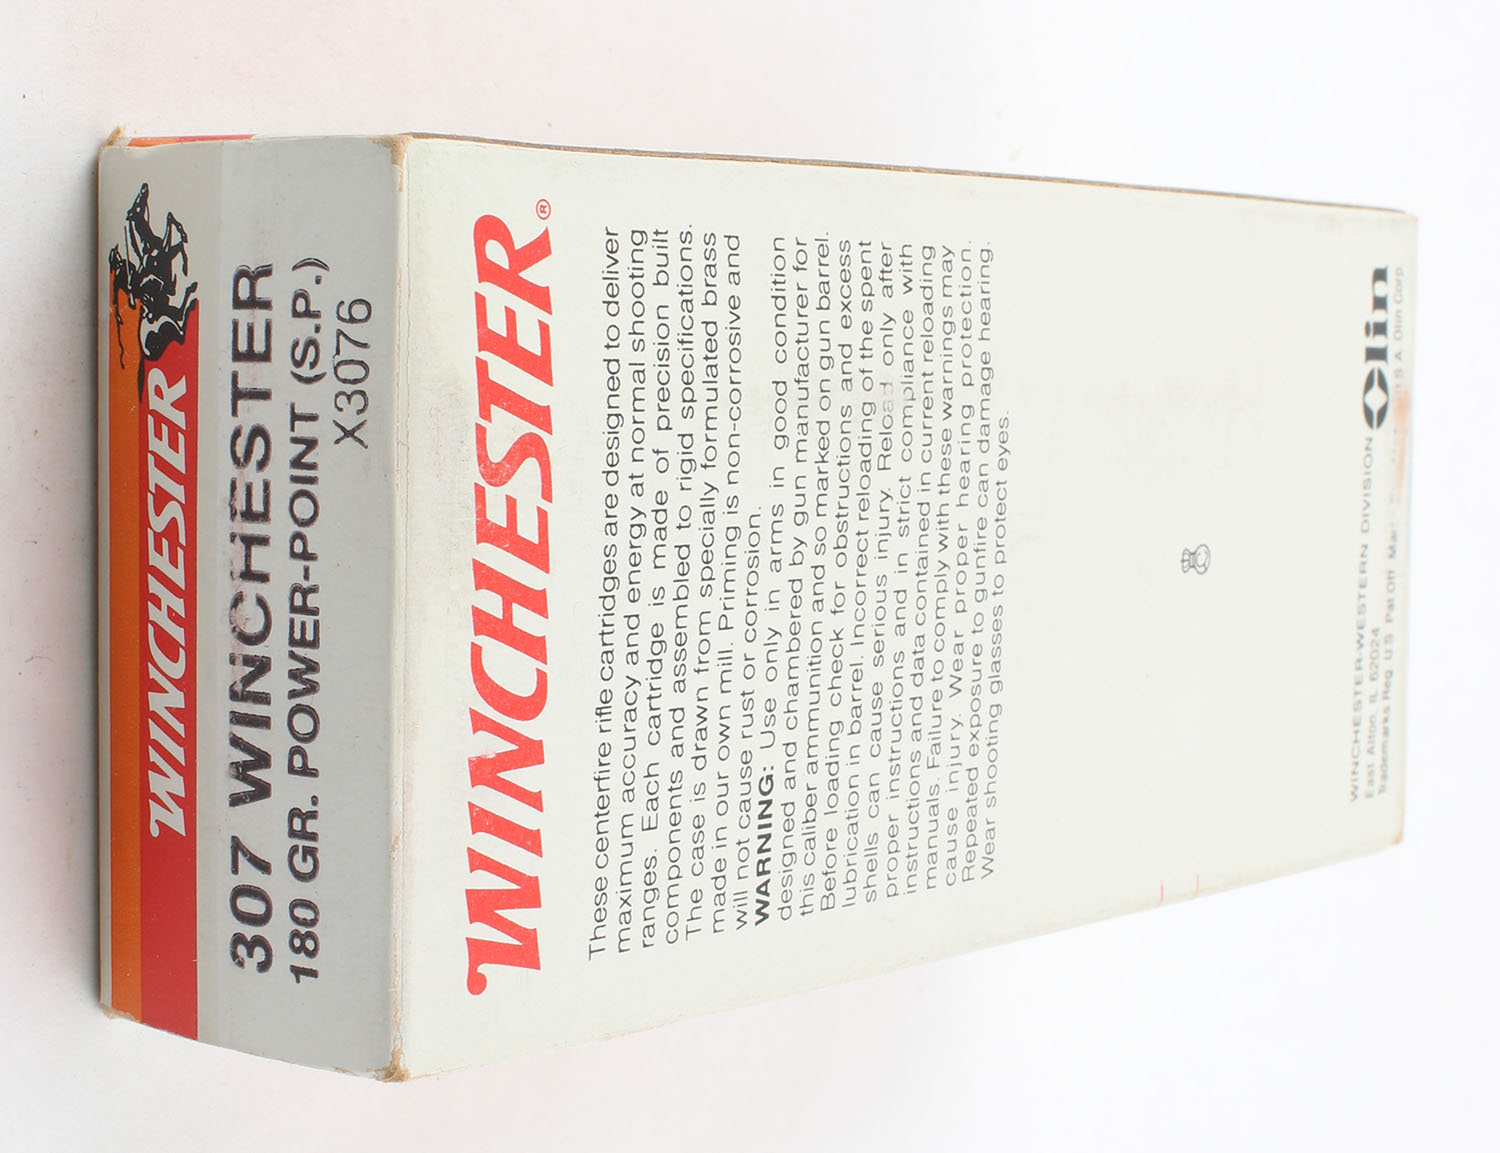 WINCHESTER
307 WINCHESTER
180 GR. POWER-POINT (S.P.)
X3076
WINCHESTER®
These centerfire rifle cartridges are designed to deliver
maximum accuracy and energy at normal shooting
ranges. Each cartridge is made of precision built
components and assembled to rigid specifications.
The case is drawn from specially formulated brass
made in our own mill. Priming is non-corrosive and
will not cause rust or corrosion.
WARNING: Use only in arms in good condition
designed and chambered by gun manufacturer for
this caliber ammunition and so marked on gun barrel.
Before loading check for obstructions and excess
lubrication in barrel. Incorrect reloading of the spent
shells can cause serious injury. Reload only after
proper instructions and in strict compliance with
instructions and data contained in current reloading
manuals. Failure to comply with these warnings may
cause injury. Wear proper hearing protection.
Repeated exposure to gunfire can damage hearing.
Wear shooting glasses to protect eyes.
WINCHESTER-WESTERN DIVISION Olin
East Alton, IL 62024
Trademarks Reg U.S Pat Off Olin Corp